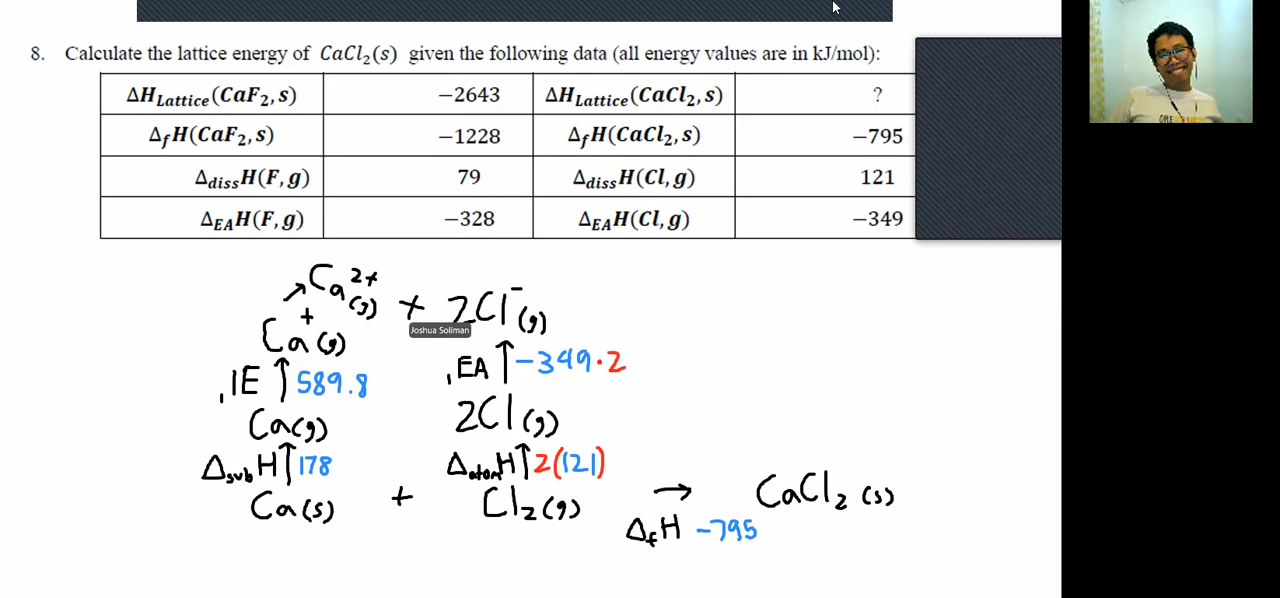 8. Calculate the lattice energy of CaCl₂(s) given the following data (all energy values are in kJ/mol):
ΔH_Lattice(CaF₂, s) −2643 ΔH_Lattice(CaCl₂, s) ?
Δ_fH(CaF₂, s) −1228 Δ_fH(CaCl₂, s) −795
Δ_dissH(F, g) 79 Δ_dissH(Cl, g) 121
Δ_EAH(F, g) −328 Δ_EAH(Cl, g) −349
↗Ca²⁺(g) + 2Cl⁻(g)
Joshua Soliman
Ca⁺(g)
₁IE ↑ 589.8 ₁EA ↑ −349 · 2
Ca(g) 2Cl(g)
Δ_subH ↑ 178 Δ_atomH ↑ 2(121)
Ca(s) + Cl₂(g) → CaCl₂(s)
Δ_fH −795